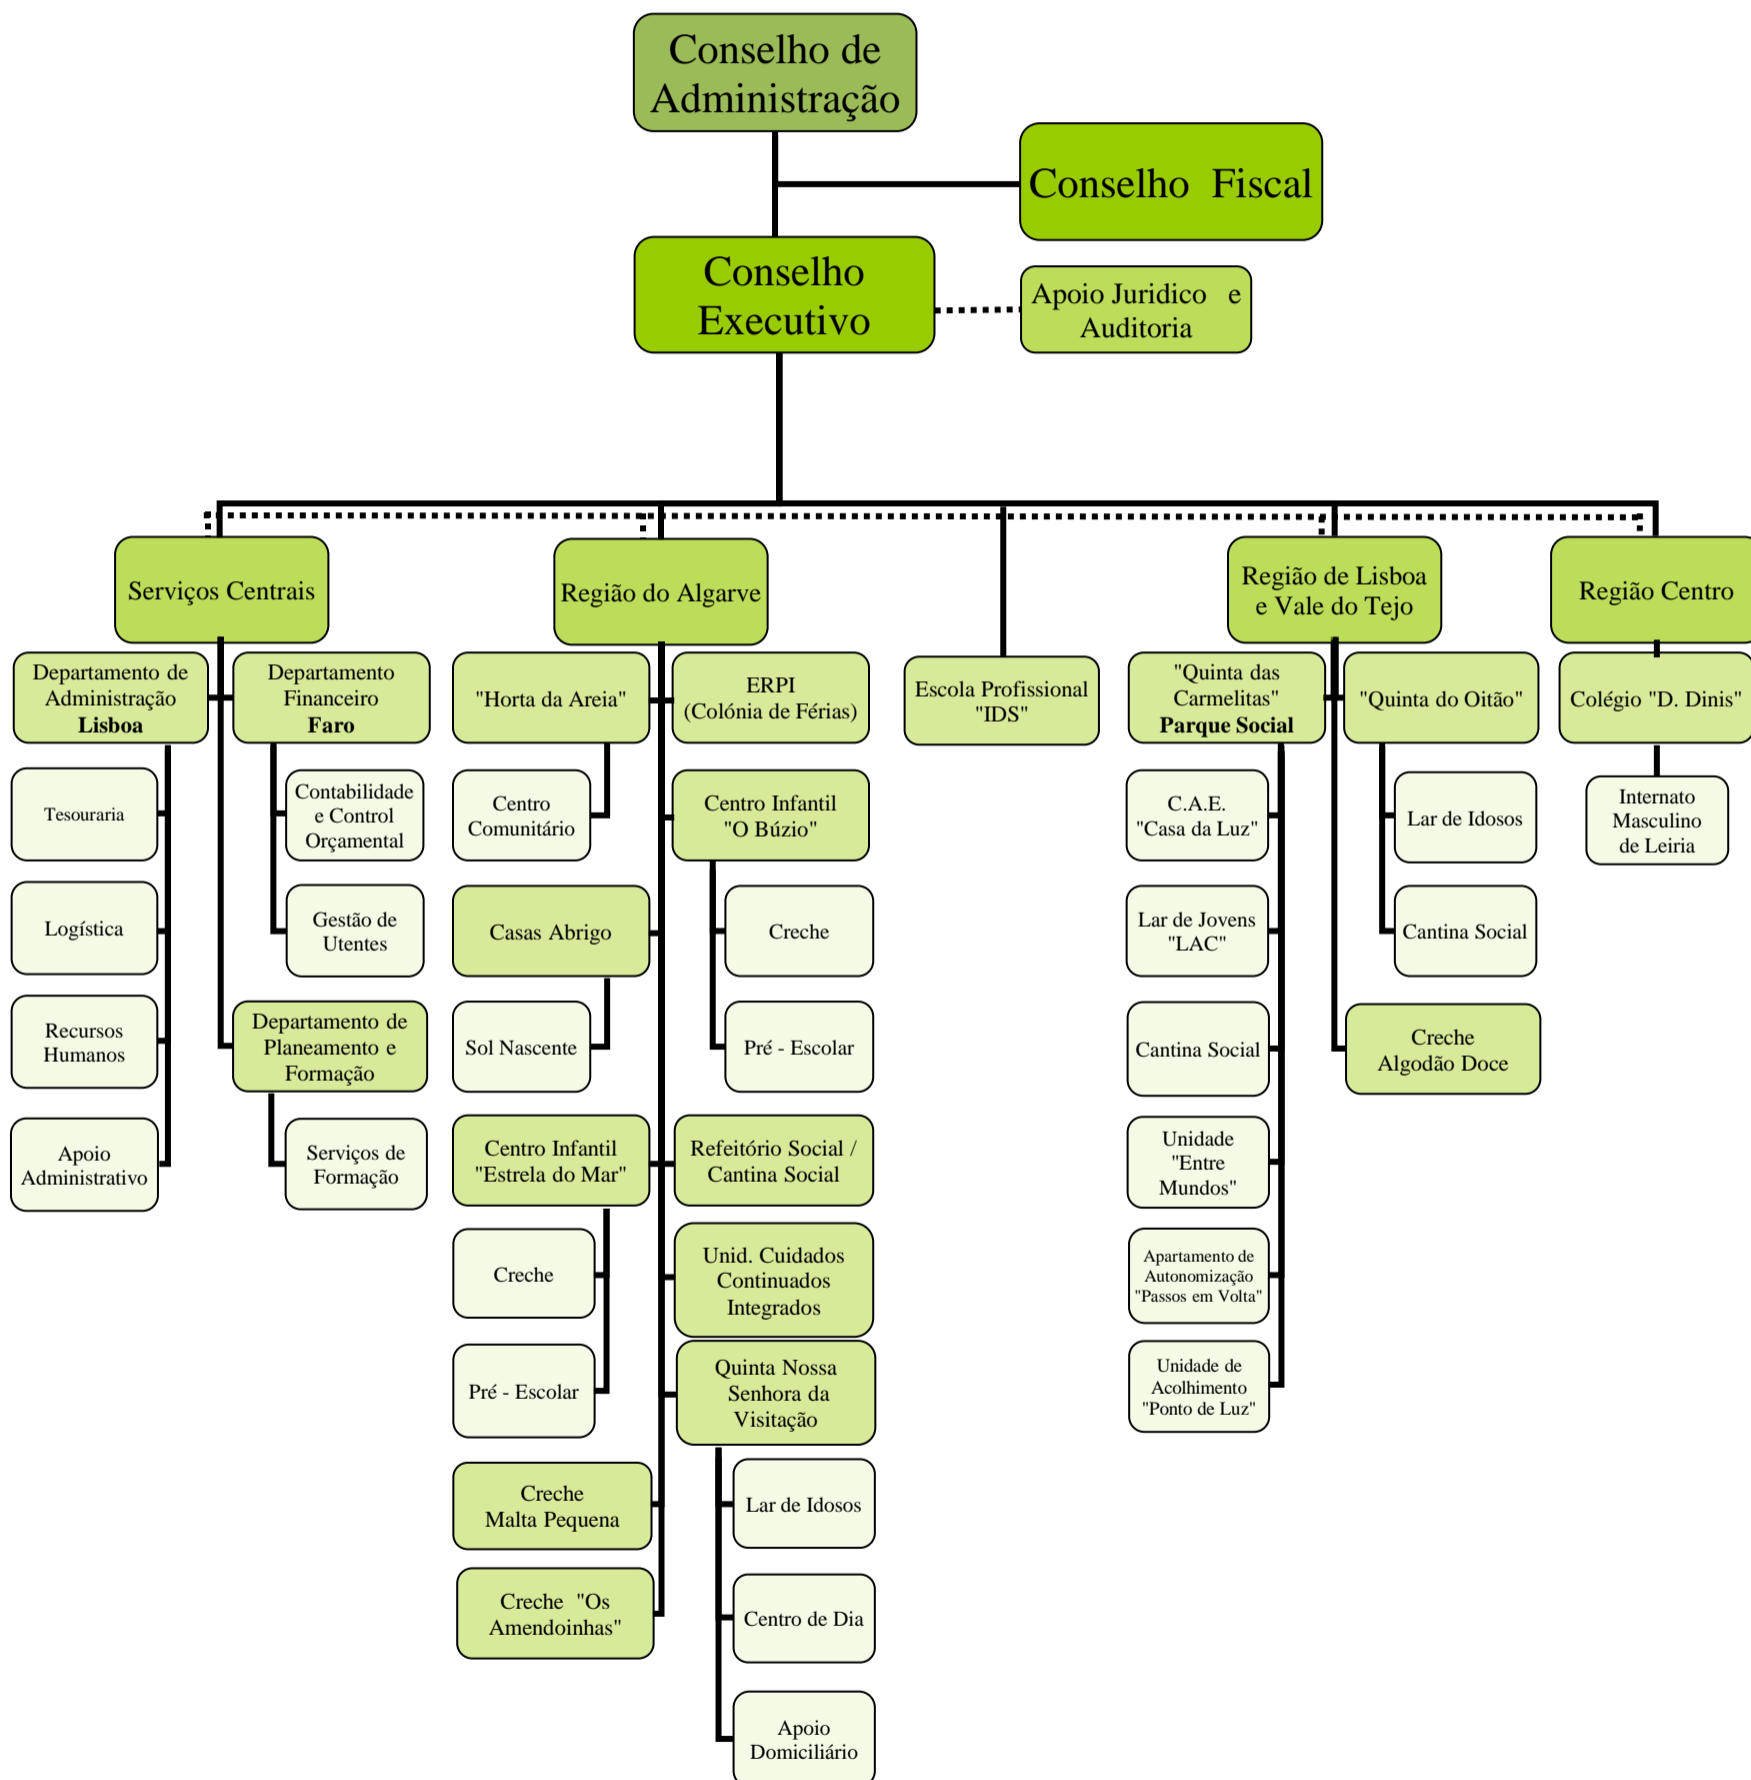 Conselho de
Administração
Conselho  Fiscal
Conselho
Executivo
Apoio Juridico   e
Auditoria
Serviços Centrais
Região do Algarve
Região de Lisboa
e Vale do Tejo
Região Centro
Departamento de
Administração
Lisboa
Departamento
Financeiro
Faro
"Horta da Areia"
ERPI
(Colónia de Férias)
Escola Profissional
"IDS"
"Quinta das
Carmelitas"
Parque Social
"Quinta do Oitão"
Colégio "D. Dinis"
Tesouraria
Contabilidade
e Control
Orçamental
Centro
Comunitário
Centro Infantil
"O Búzio"
C.A.E.
"Casa da Luz"
Lar de Idosos
Internato
Masculino
de Leiria
Logística
Gestão de
Utentes
Casas Abrigo
Creche
Lar de Jovens
"LAC"
Cantina Social
Recursos
Humanos
Departamento de
Planeamento e
Formação
Sol Nascente
Pré - Escolar
Cantina Social
Creche
Algodão Doce
Apoio
Administrativo
Serviços de
Formação
Centro Infantil
"Estrela do Mar"
Refeitório Social /
Cantina Social
Unidade
"Entre
Mundos"
Creche
Unid. Cuidados
Continuados
Integrados
Apartamento de
Autonomização
"Passos em Volta"
Pré - Escolar
Quinta Nossa
Senhora da
Visitação
Unidade de
Acolhimento
"Ponto de Luz"
Creche
Malta Pequena
Lar de Idosos
Creche  "Os
Amendoinhas"
Centro de Dia
Apoio
Domiciliário